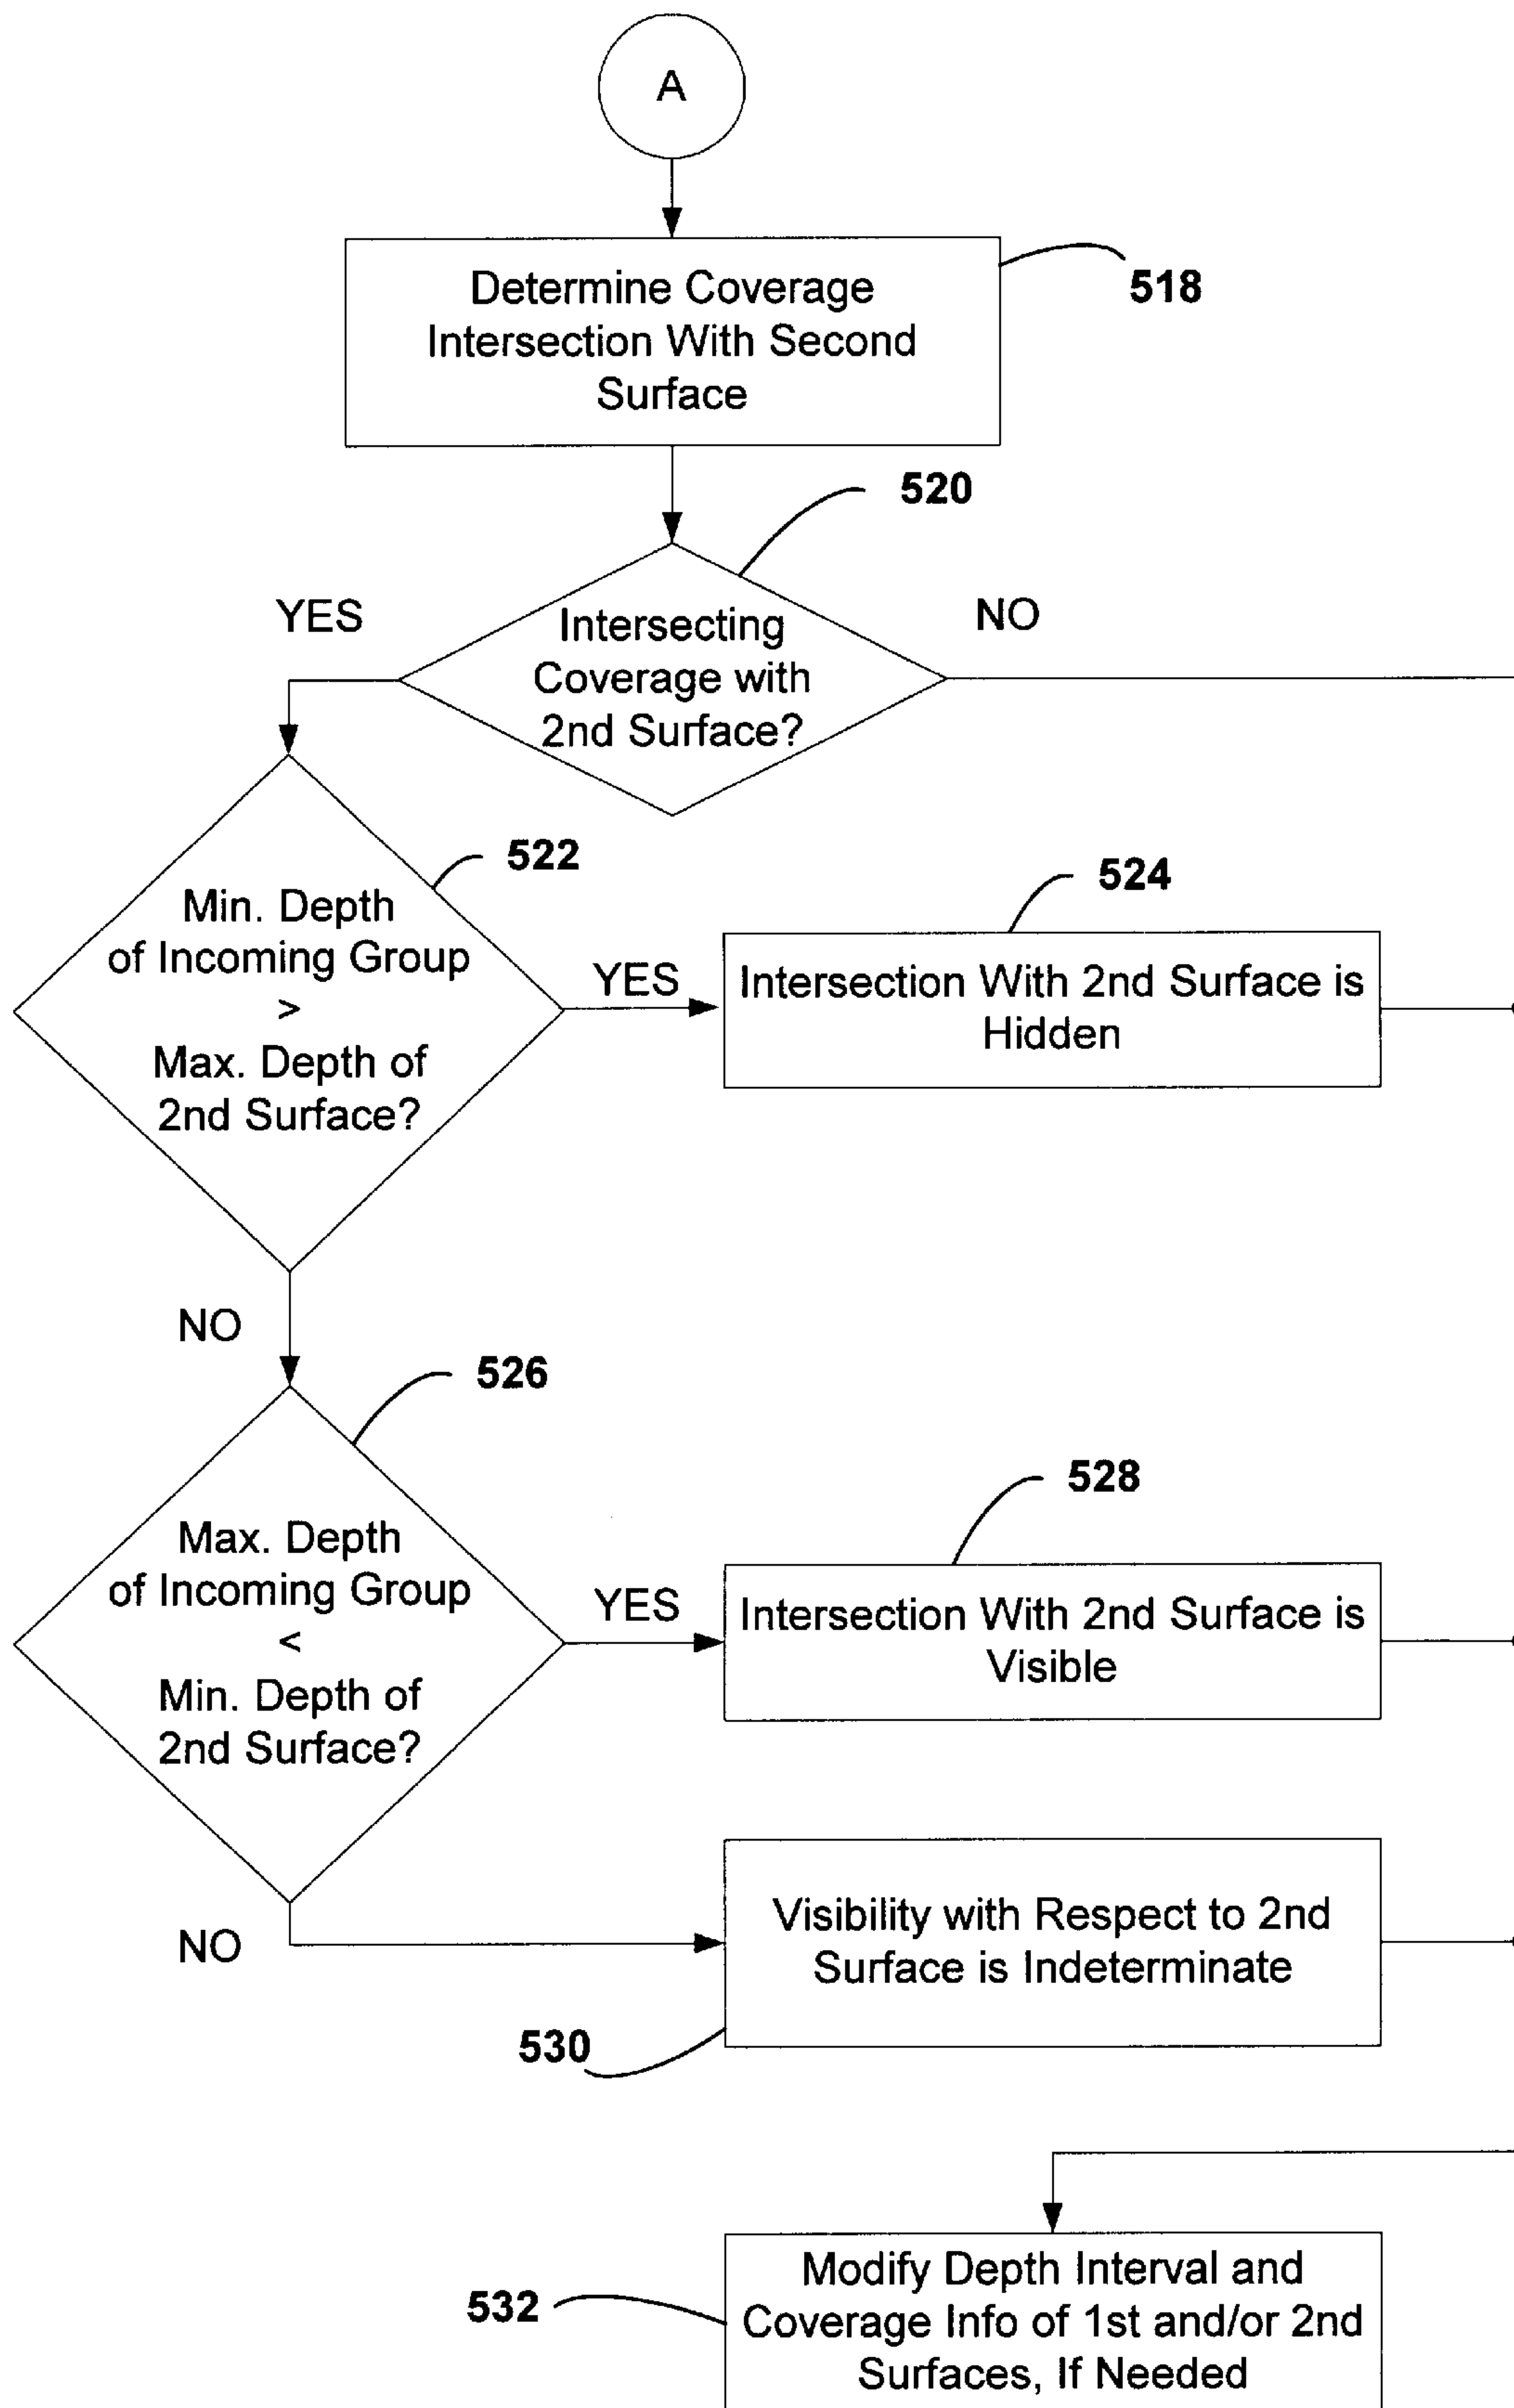 A
Determine Coverage
Intersection With Second
Surface
518
520
YES
NO
Intersecting
Coverage with
2nd Surface?
522
Min. Depth
of Incoming Group
>
Max. Depth of
2nd Surface?
YES
524
Intersection With 2nd Surface is
Hidden
NO
526
Max. Depth
of Incoming Group
<
Min. Depth of
2nd Surface?
YES
528
Intersection With 2nd Surface is
Visible
NO
Visibility with Respect to 2nd
Surface is Indeterminate
530
532
Modify Depth Interval and
Coverage Info of 1st and/or 2nd
Surfaces, If Needed